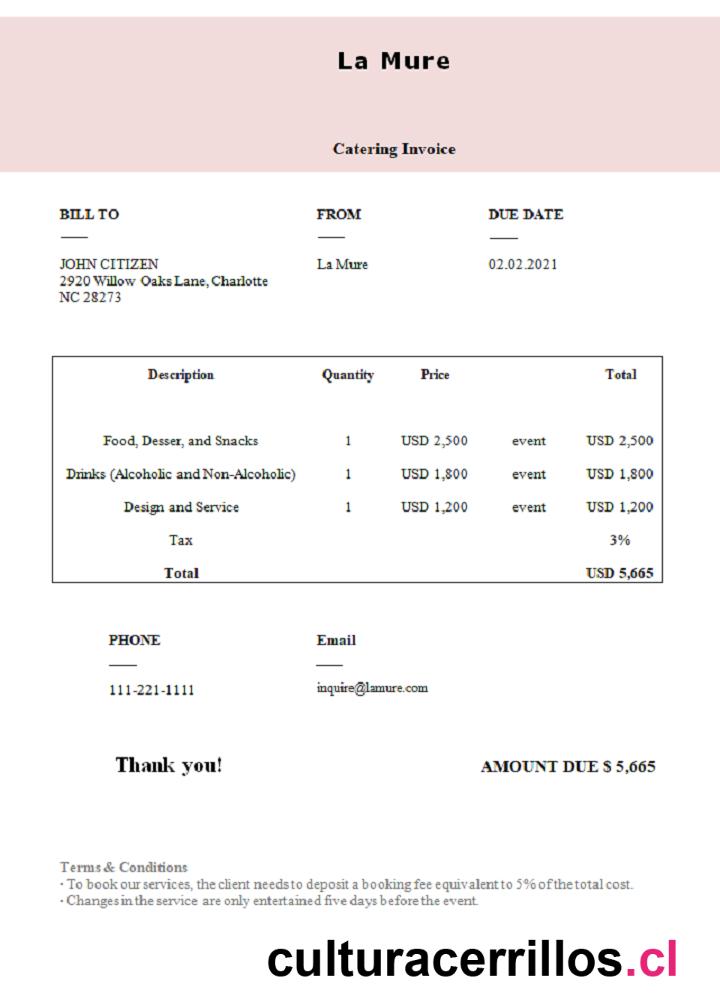 La Mure
Catering Invoice
BILL TO FROM DUE DATE
JOHN CITIZEN La Mure 02.02.2021
2920 Willow Oaks Lane, Charlotte
NC 28273
Description Quantity Price Total
Food, Desser, and Snacks 1 USD 2,500 event USD 2,500
Drinks (Alcoholic and Non-Alcoholic) 1 USD 1,800 event USD 1,800
Design and Service 1 USD 1,200 event USD 1,200
Tax 3%
Total USD 5,665
PHONE Email
111-221-1111 inquire@lamure.com
Thank you! AMOUNT DUE $ 5,665
Terms & Conditions
· To book our services, the client needs to deposit a booking fee equivalent to 5% of the total cost.
· Changes in the service are only entertained five days before the event.
culturacerrillos.cl